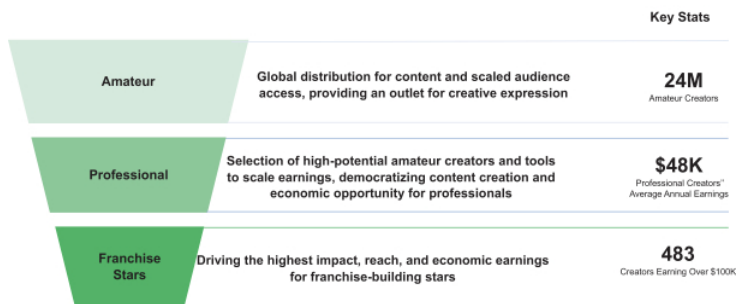 Key Stats
Amateur
Global distribution for content and scaled audience
access, providing an outlet for creative expression
24M
Amateur Creators
Professional
Selection of high-potential amateur creators and tools
to scale earnings, democratizing content creation and
economic opportunity for professionals
$48K
Professional Creators'
Average Annual Earnings
Franchise
Stars
Driving the highest impact, reach, and economic earnings
for franchise-building stars
483
Creators Earning Over $100K